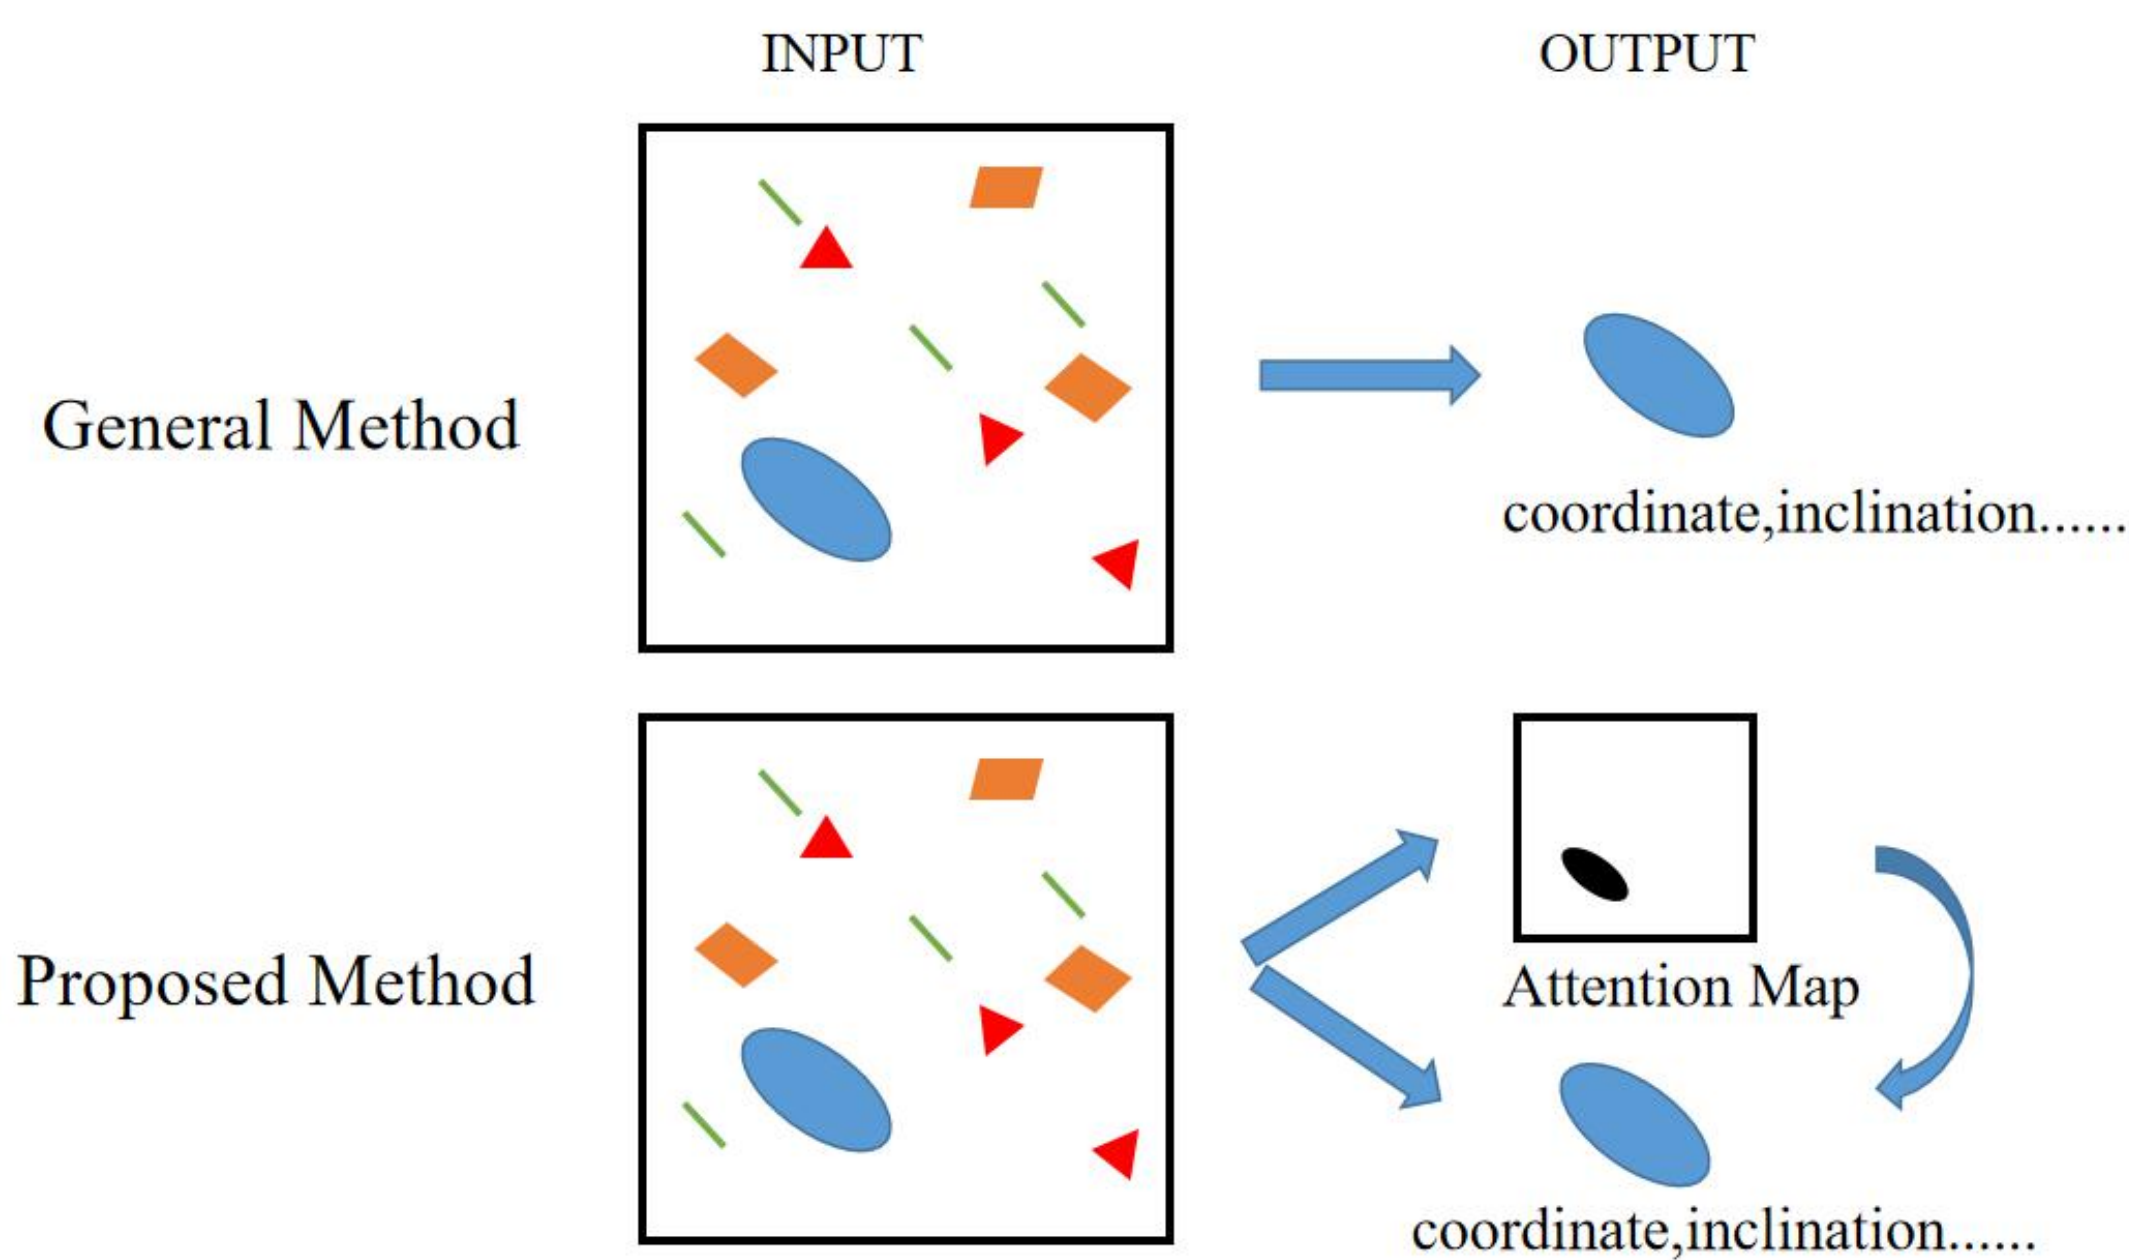 INPUT
OUTPUT
General Method
coordinate,inclination......
Proposed Method
Attention Map
coordinate,inclination......